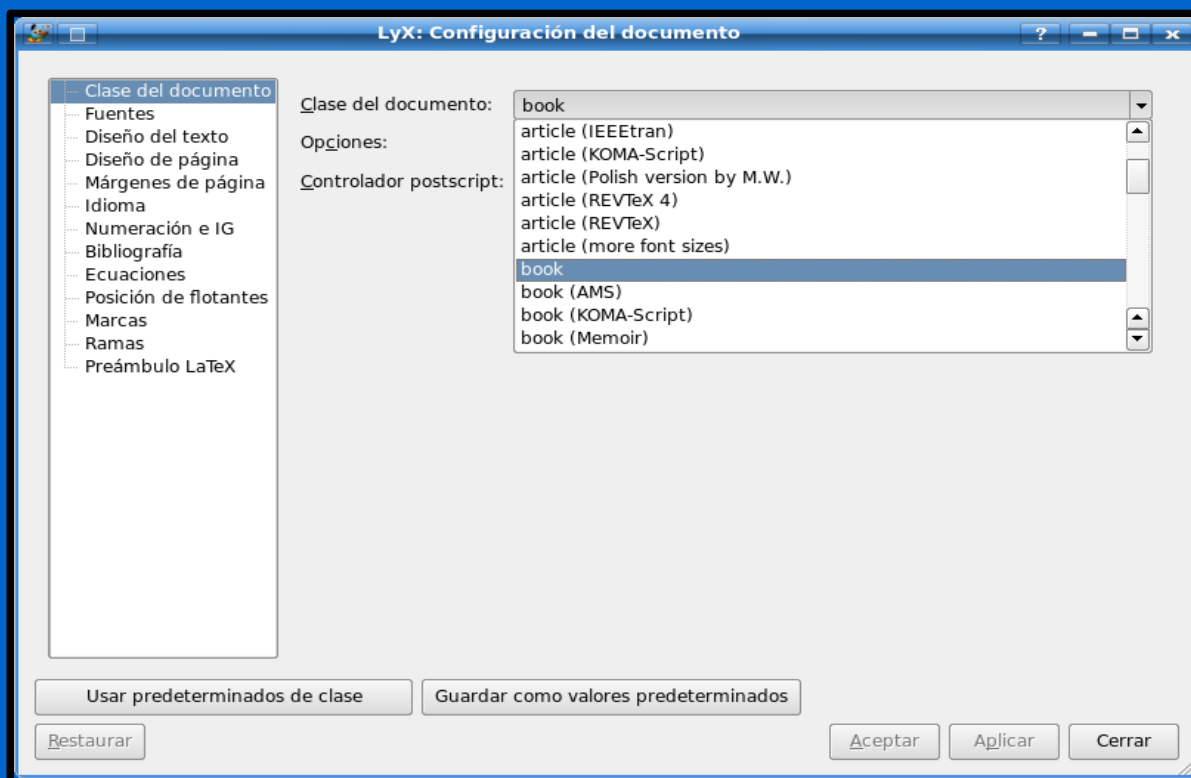 LyX: Configuración del documento
Clase del documento
Fuentes
Diseño del texto
Diseño de página
Márgenes de página
Idioma
Numeración e IG
Bibliografía
Ecuaciones
Posición de flotantes
Marcas
Ramas
Preámbulo LaTeX
Clase del documento: book
Opciones:
Controlador postscript:
article (IEEEtran)
article (KOMA-Script)
article (Polish version by M.W.)
article (REVTeX 4)
article (REVTeX)
article (more font sizes)
book
book (AMS)
book (KOMA-Script)
book (Memoir)
Usar predeterminados de clase Guardar como valores predeterminados
Restaurar Aceptar Aplicar Cerrar